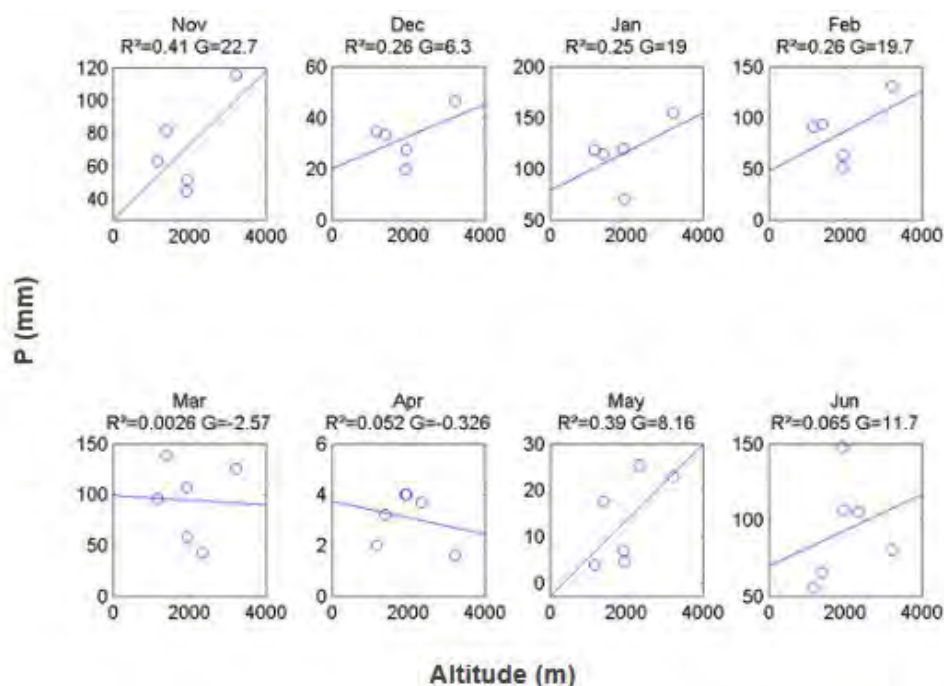 Nov Dec Jan Feb
R²=0.41 G=22.7 R²=0.26 G=6.3 R²=0.25 G=19 R²=0.26 G=19.7
120 60 200 150
100
80 40 150 100
60 20 100 50
40
0 50 0
0 2000 4000 0 2000 4000 0 2000 4000 0 2000 4000
P (mm)
Mar Apr May Jun
R²=0.0026 G=-2.57 R²=0.052 G=-0.326 R²=0.39 G=8.16 R²=0.065 G=11.7
150 6 30 150
100 4 20 100
50 2 10
0 0 0 50
0 2000 4000 0 2000 4000 0 2000 4000 0 2000 4000
Altitude (m)